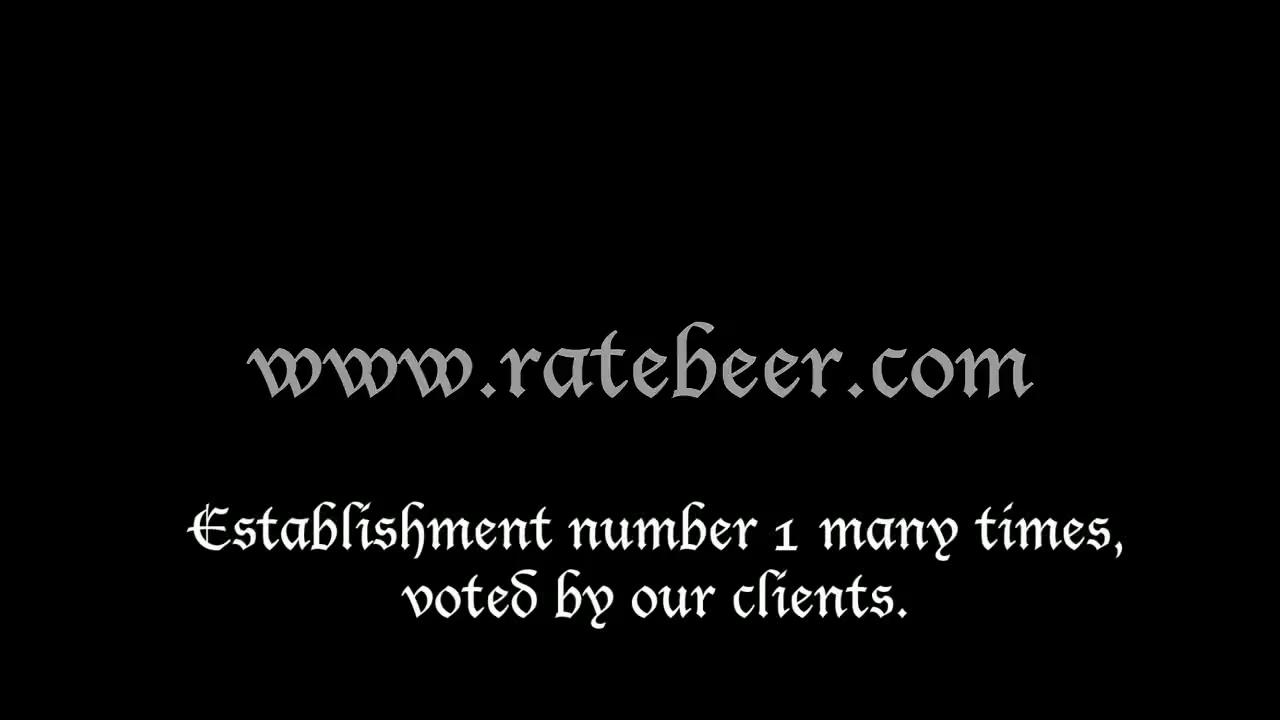 www.ratebeer.com
Establishment number 1 many times,
voted by our clients.